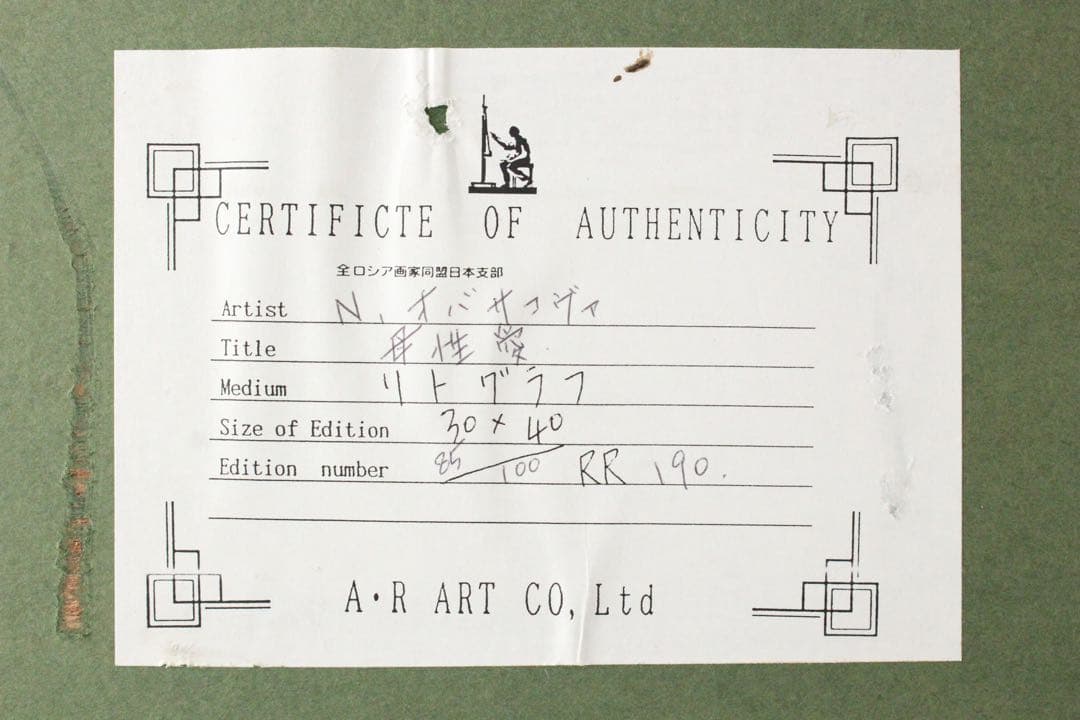 CERTIFICTE OF AUTHENTICITY
全ロシア画家同盟日本支部
Artist N、オバサコヴァ
Title 母性愛
Medium リトグラフ
Size of Edition 30×40
Edition number 85/100 RR 190.
A・R ART CO, Ltd